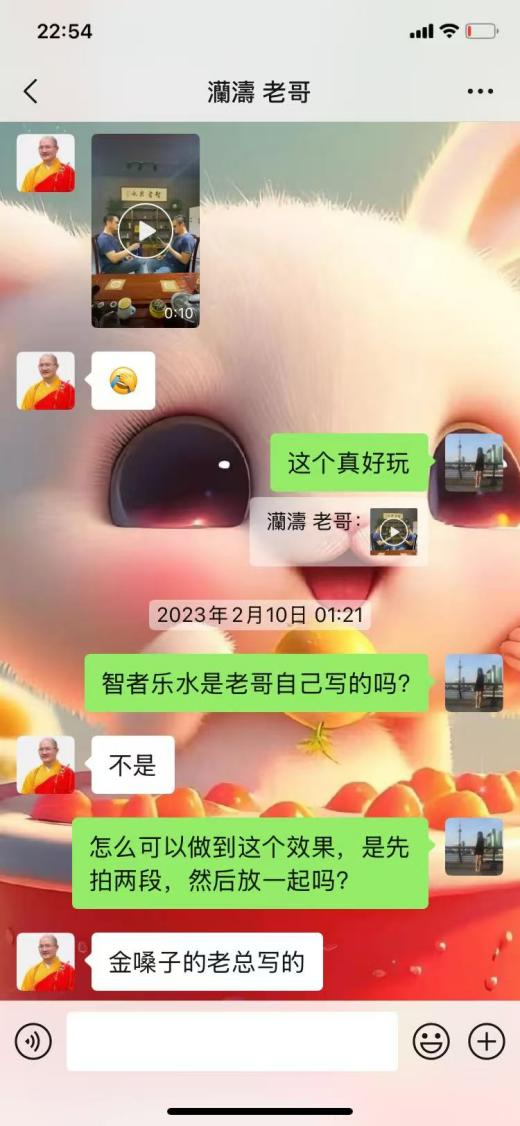 22:54
灡濤 老哥
0:10
这个真好玩
灡濤 老哥：
2023年2月10日 01:21
智者乐水是老哥自己写的吗？
不是
怎么可以做到这个效果，是先
拍两段，然后放一起吗？
金嗓子的老总写的